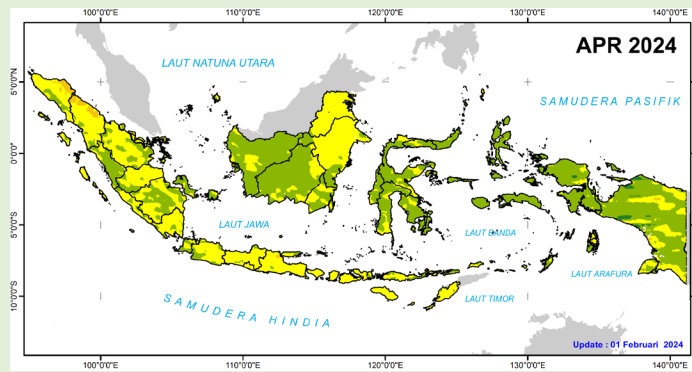 100°0'0"E 110°0'0"E 120°0'0"E 130°0'0"E 140°0'0"E
APR 2024
LAUT NATUNA UTARA
5°0'0"N
SAMUDERA PASIFIK
0°0'0"
LAUT JAWA
5°0'0"S
LAUT BANDA
LAUT ARAFURA
10°0'0"S
SAMUDERA HINDIA
LAUT TIMOR
Update : 01 Februari 2024
100°0'0"E 110°0'0"E 120°0'0"E 130°0'0"E 140°0'0"E